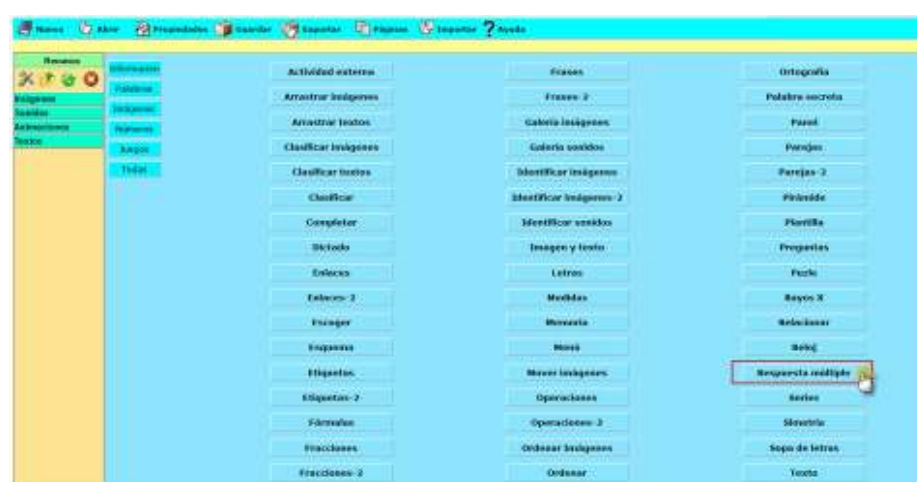 Nuevo Abrir Propiedades Guardar Exportar Páginas Importar ? Ayuda
Recursos
Imágenes
Sonidos
Animaciones
Textos
Información
Palabras
Imágenes
Números
Juegos
Todas
Actividad externa
Arrastrar imágenes
Arrastrar textos
Clasificar imágenes
Clasificar textos
Clasificar
Completar
Dictado
Enlaces
Enlaces-2
Escoger
Esquema
Etiquetas
Etiquetas-2
Fórmulas
Fracciones
Fracciones-2
Frases
Frases-2
Galería imágenes
Galería sonidos
Identificar imágenes
Identificar imágenes-2
Identificar sonidos
Imagen y texto
Letras
Medidas
Memoria
Menú
Mover imágenes
Operaciones
Operaciones-2
Ordenar imágenes
Ordenar
Ortografía
Palabra secreta
Panel
Parejas
Parejas-2
Pirámide
Plantilla
Preguntas
Puzle
Rayos X
Relacionar
Reloj
Respuesta múltiple
Series
Simetría
Sopa de letras
Texto